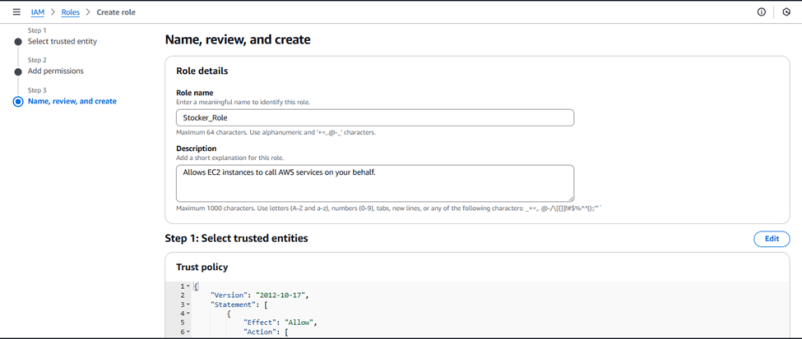 IAM > Roles > Create role
Step 1
Select trusted entity
Step 2
Add permissions
Step 3
Name, review, and create
Name, review, and create
Role details
Role name
Enter a meaningful name to identify this role.
Stocker_Role
Maximum 64 characters. Use alphanumeric and '+=,.@-_' characters.
Description
Add a short explanation for this role.
Allows EC2 instances to call AWS services on your behalf.
Maximum 1000 characters. Use letters (A-Z and a-z), numbers (0-9), tabs, new lines, or any of the following characters:
Step 1: Select trusted entities
Edit
Trust policy
1 {
2 "Version": "2012-10-17",
3 "Statement": [
4 {
5 "Effect": "Allow",
6 "Action": [